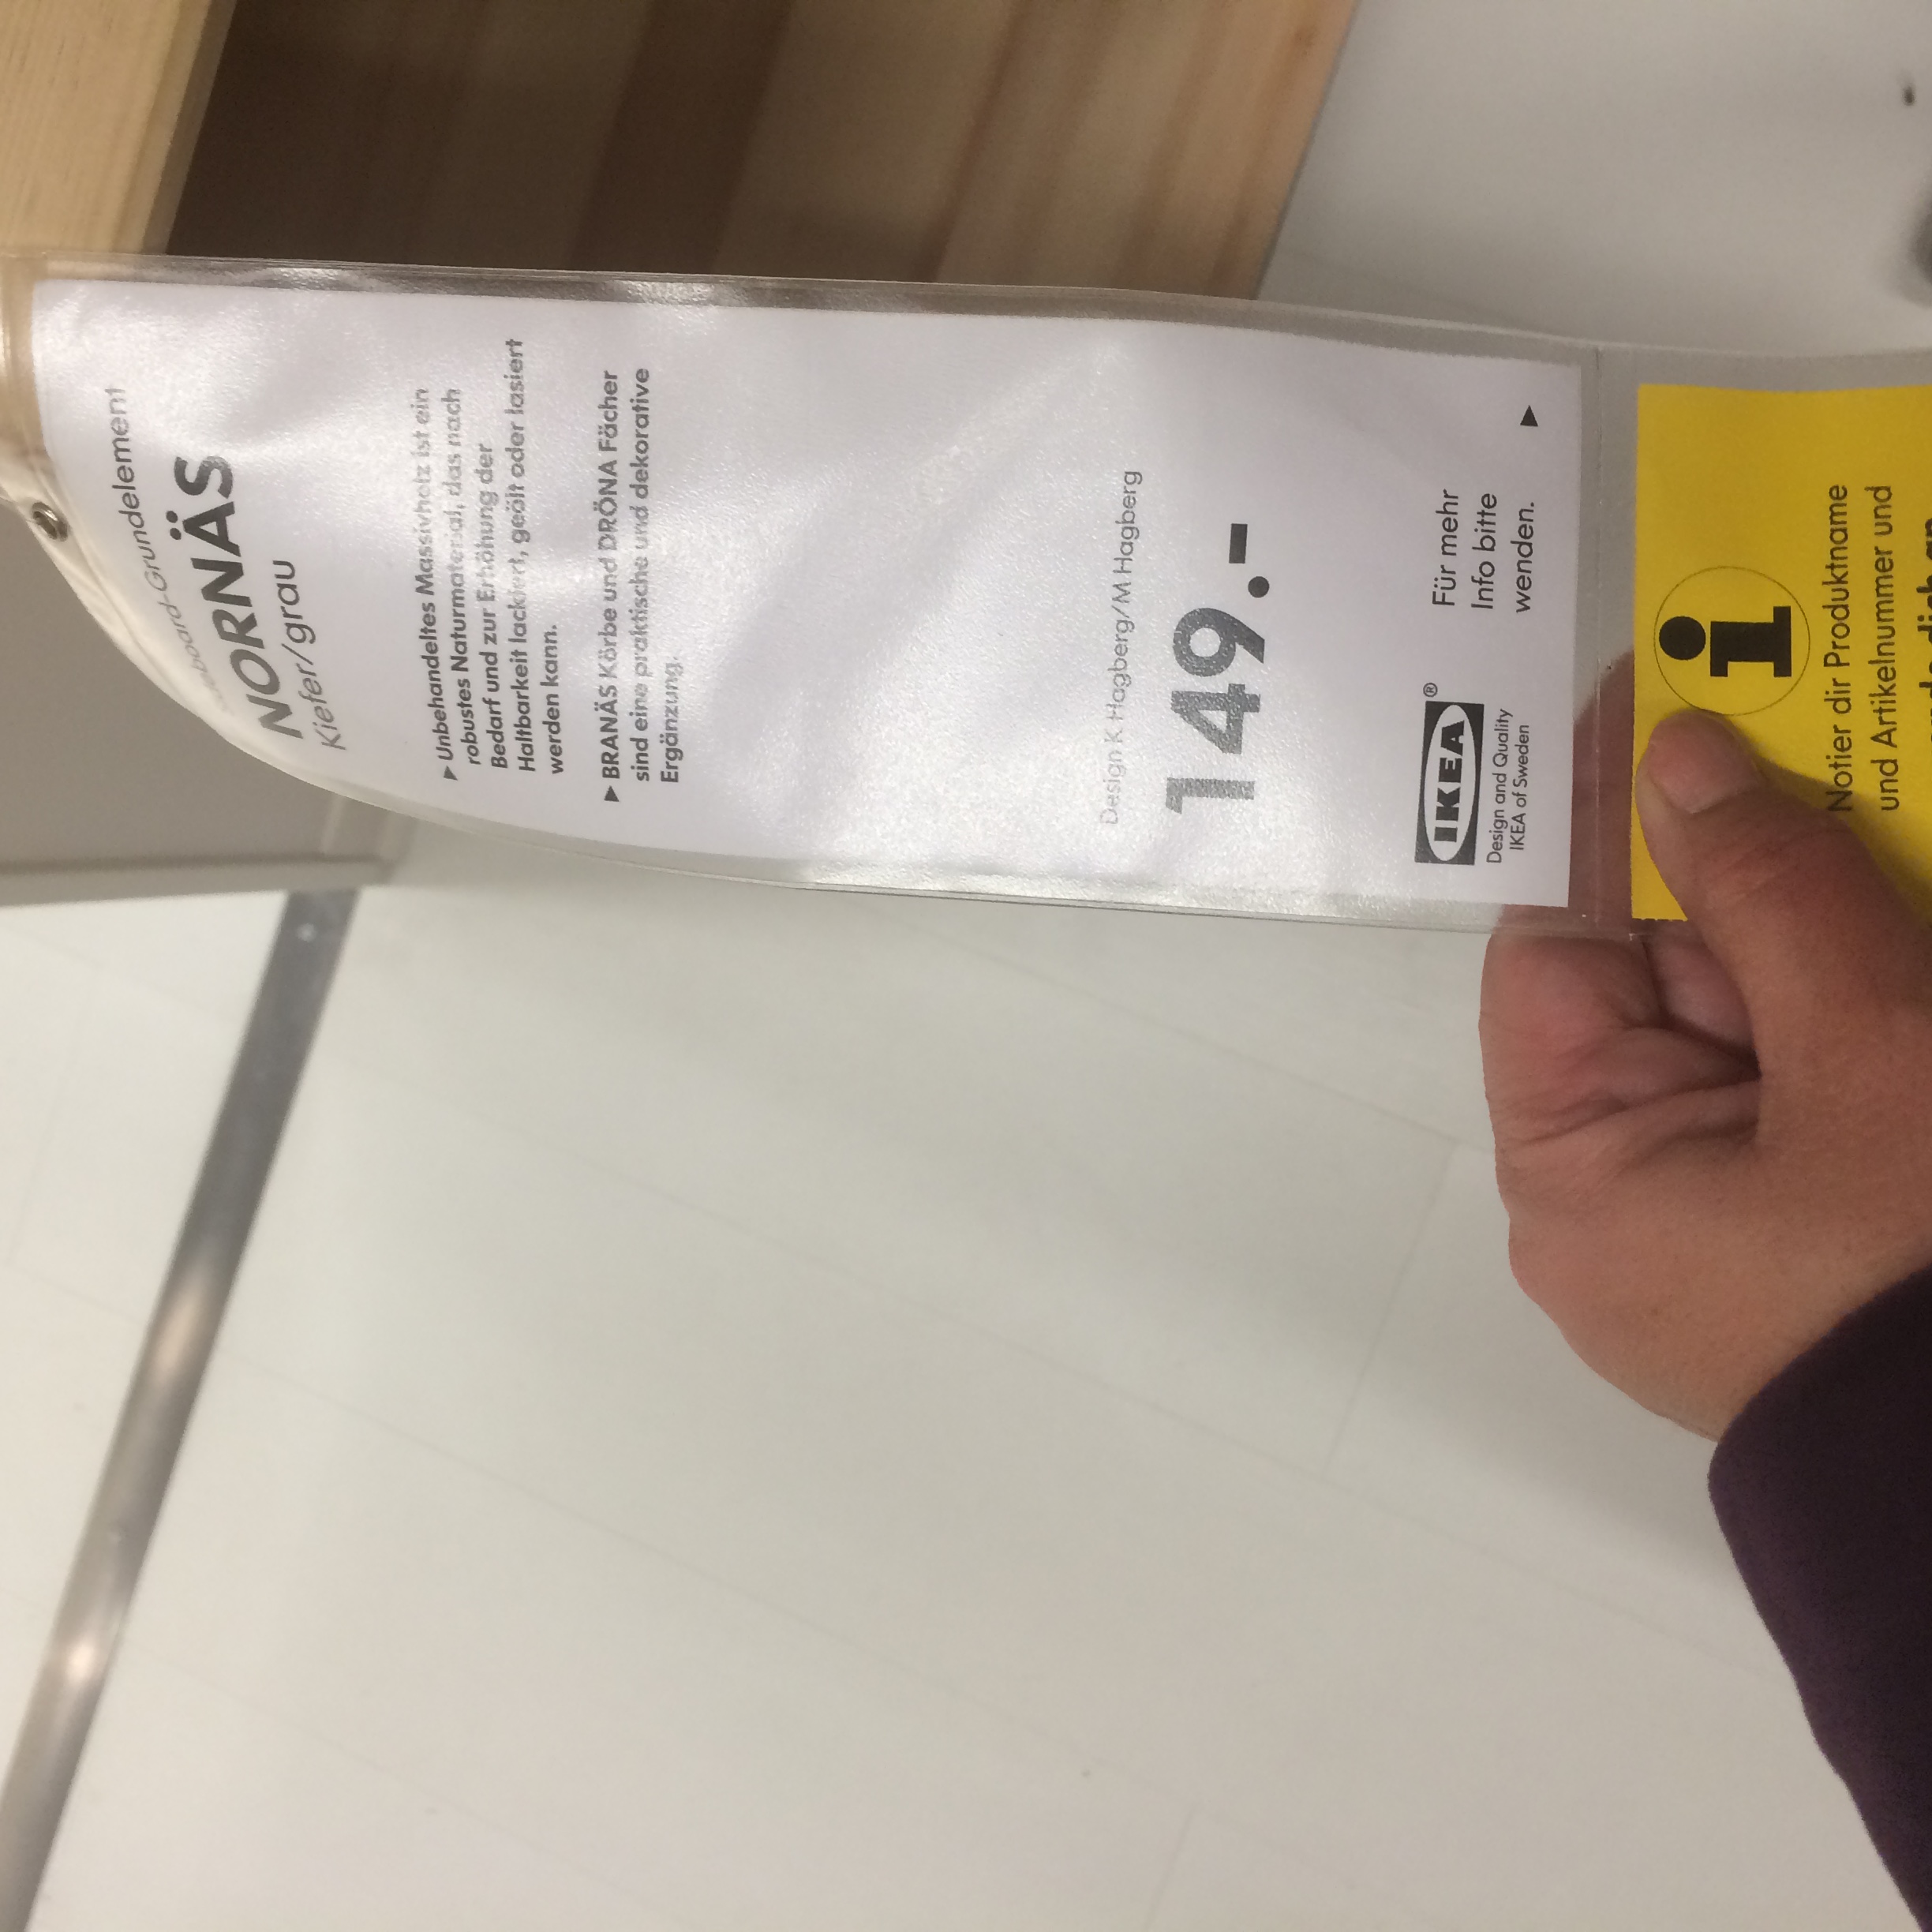 Sideboard-Grundelement
NORNÄS
Kiefer/grau
▶ Unbehandeltes Massivholz ist ein
robustes Naturmaterial, das nach
Bedarf und zur Erhöhung der
Haltbarkeit lackiert, geölt oder lasiert
werden kann.
▶ BRANÄS Körbe und DRÖNA Fächer
sind eine praktische und dekorative
Ergänzung.
Design K Hagberg/M Hagberg
149.-
IKEA®
Design and Quality
IKEA of Sweden
Für mehr
Info bitte
wenden. ▶
i
Notier dir Produktname
und Artikelnummer und